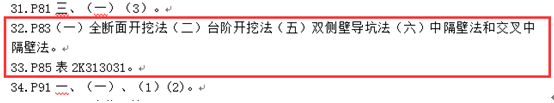 31.P81 三、（一）（3）。
32.P83（一）全断面开挖法（二）台阶开挖法（五）双侧壁导坑法（六）中隔壁法和交叉中
隔壁法。
33.P85 表 2K313031。
34.P91 一、（一）、（1）（2）。